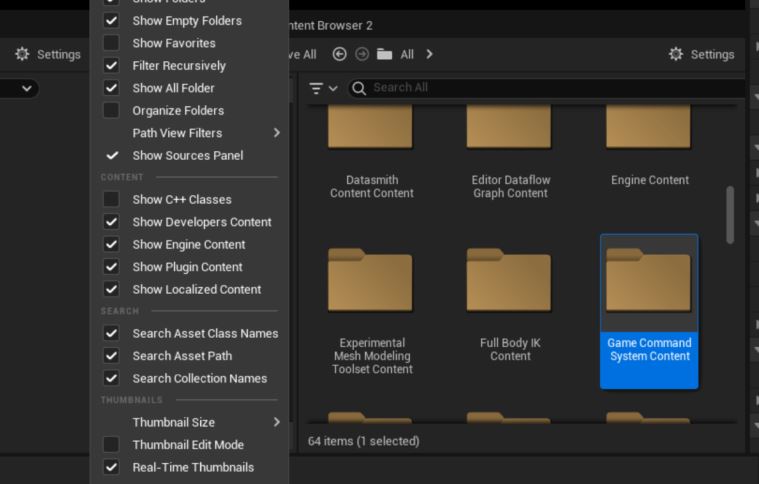 Show Folders
Show Empty Folders
Show Favorites
Filter Recursively
Show All Folder
Organize Folders
Path View Filters
Show Sources Panel
CONTENT
Show C++ Classes
Show Developers Content
Show Engine Content
Show Plugin Content
Show Localized Content
SEARCH
Search Asset Class Names
Search Asset Path
Search Collection Names
THUMBNAILS
Thumbnail Size
Thumbnail Edit Mode
Real-Time Thumbnails
Settings
ntent Browser 2
ve All
All
Settings
Search All
Datasmith
Content Content
Editor Dataflow
Graph Content
Engine Content
Experimental
Mesh Modeling
Toolset Content
Full Body IK
Content
Game Command
System Content
64 items (1 selected)